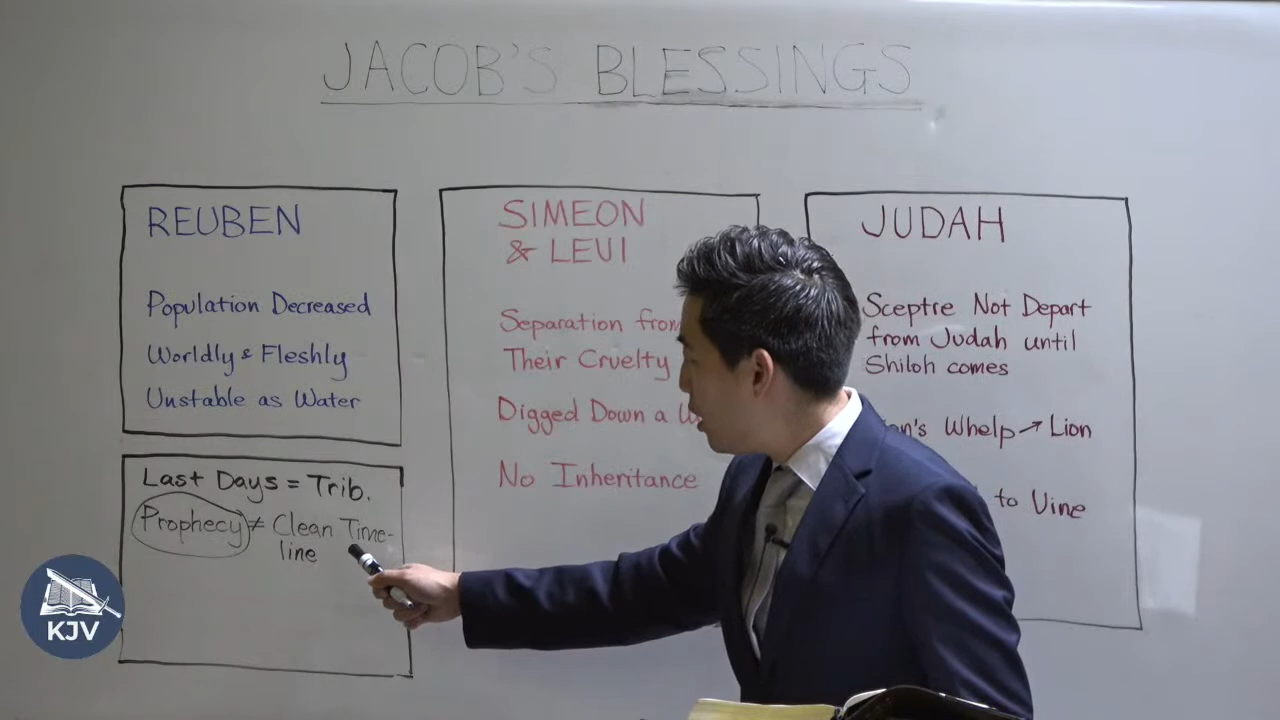 JACOB'S BLESSINGS
REUBEN
Population Decreased
Worldly & Fleshly
Unstable as Water
Last Days = Trib.
Prophecy ≠ Clean Time-
line
SIMEON
& LEVI
Separation from
Their Cruelty
Digged Down a
No Inheritance
JUDAH
Sceptre Not Depart
from Judah until
Shiloh comes
Whelp → Lion
to Vine
KJV